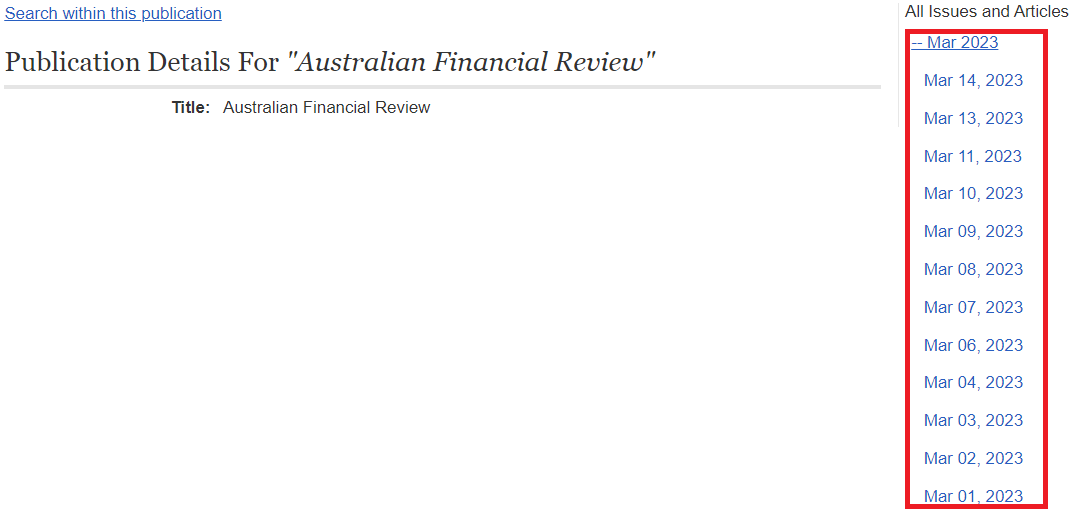 Search within this publication
Publication Details For "Australian Financial Review"
Title: Australian Financial Review
All Issues and Articles
-- Mar 2023
Mar 14, 2023
Mar 13, 2023
Mar 11, 2023
Mar 10, 2023
Mar 09, 2023
Mar 08, 2023
Mar 07, 2023
Mar 06, 2023
Mar 04, 2023
Mar 03, 2023
Mar 02, 2023
Mar 01, 2023